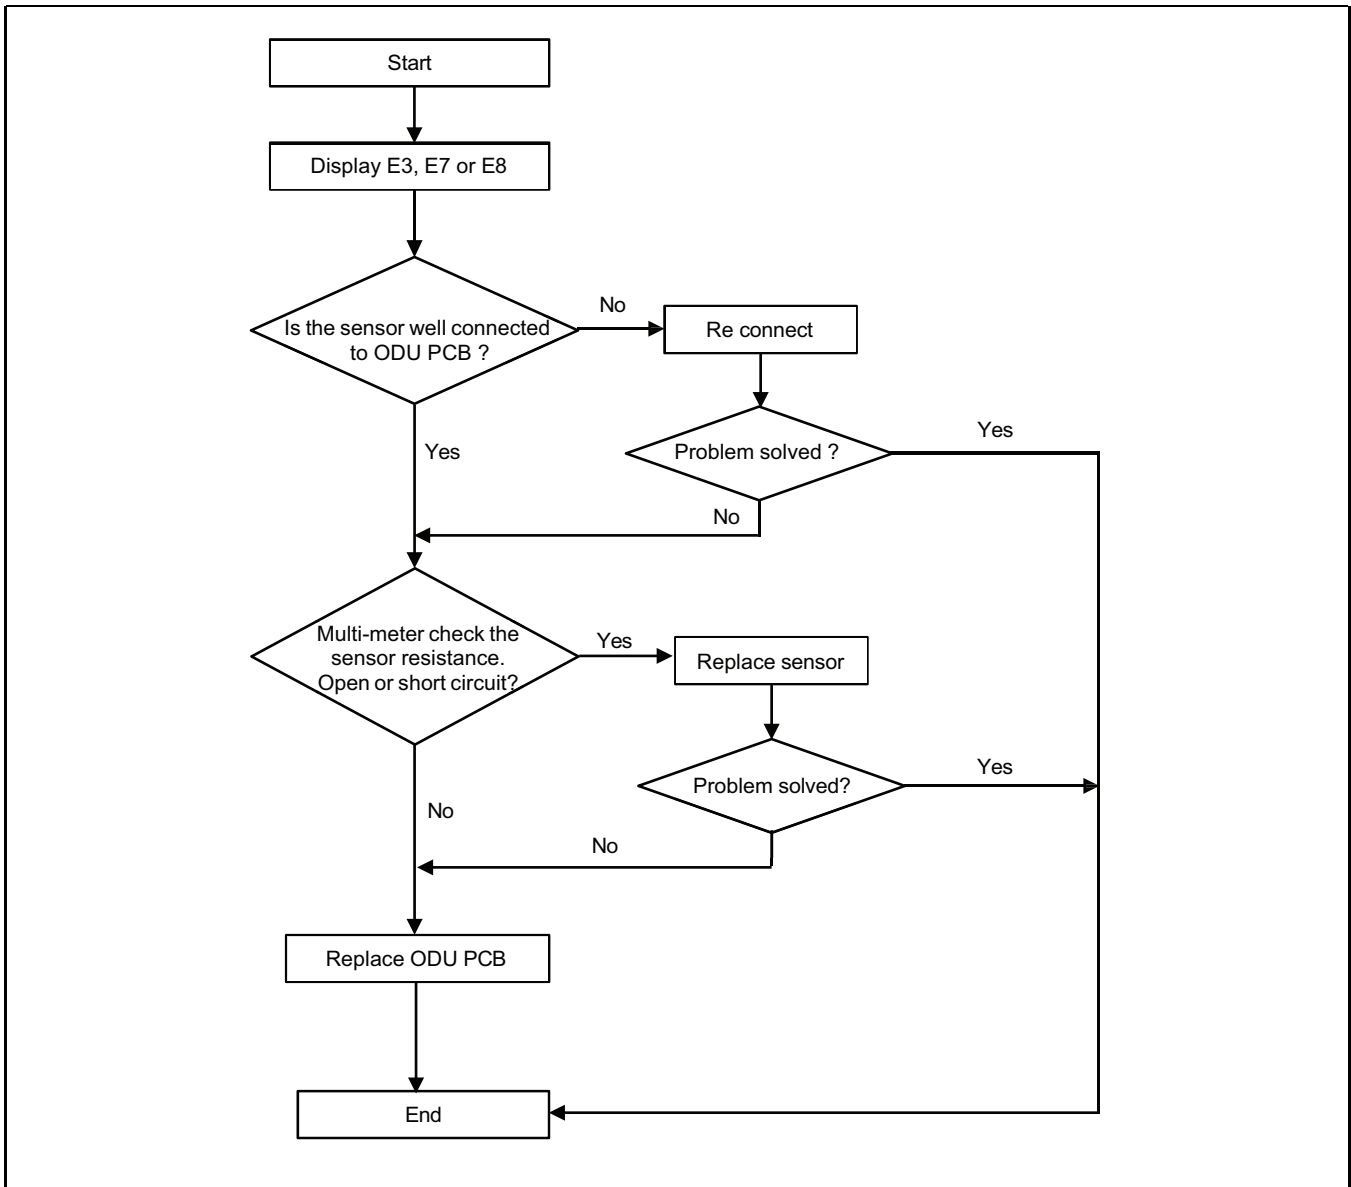 Start
Display E3, E7 or E8
Is the sensor well connected
to ODU PCB ?
No
Re connect
Yes
Problem solved ?
Yes
No
Multi-meter check the
sensor resistance.
Open or short circuit?
Yes
Replace sensor
Problem solved?
Yes
No
No
Replace ODU PCB
End